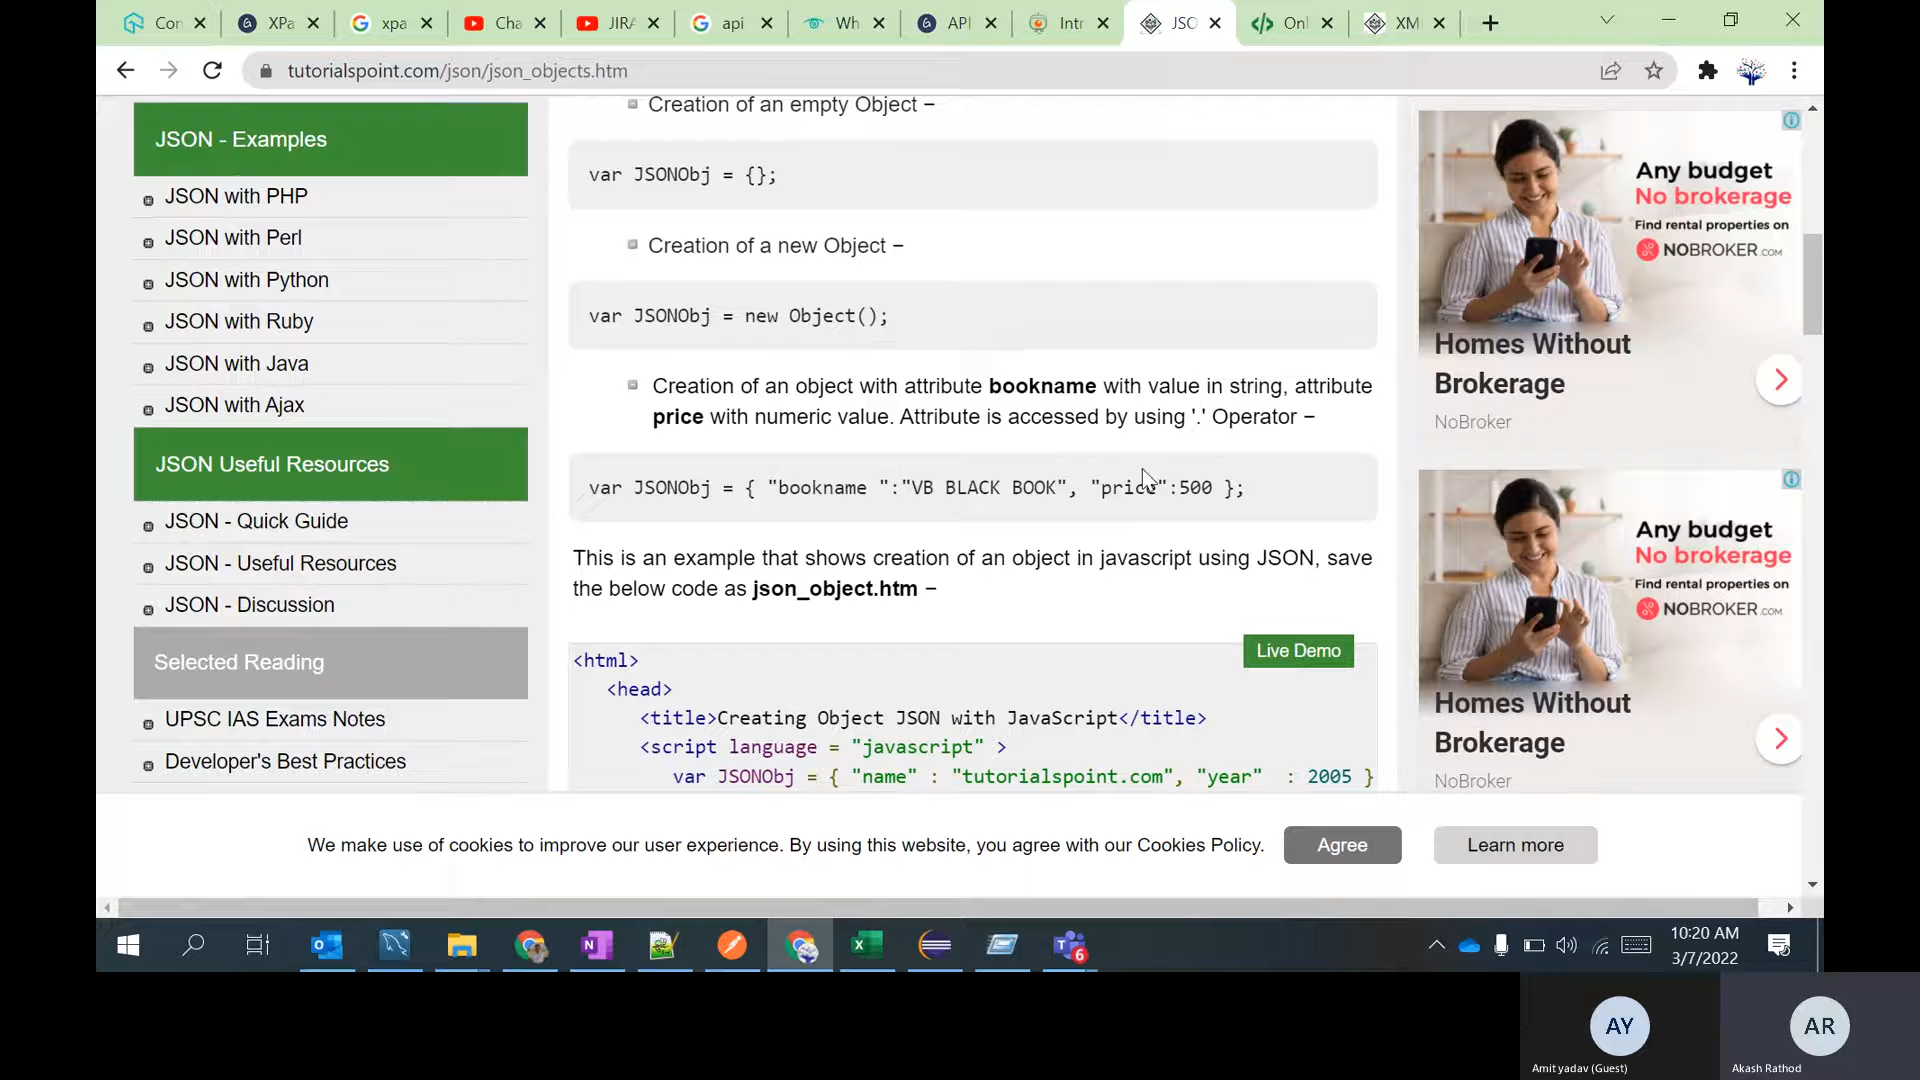 Con
XPa
xpa
Cha
JIRA
api
Wh
API
Intr
JSO
Onl
XM
tutorialspoint.com/json/json_objects.htm
JSON - Examples
JSON with PHP
JSON with Perl
JSON with Python
JSON with Ruby
JSON with Java
JSON with Ajax
JSON Useful Resources
JSON - Quick Guide
JSON - Useful Resources
JSON - Discussion
Selected Reading
UPSC IAS Exams Notes
Developer's Best Practices
Creation of an empty Object −
var JSONObj = {};
Creation of a new Object −
var JSONObj = new Object();
Creation of an object with attribute bookname with value in string, attribute
price with numeric value. Attribute is accessed by using '.' Operator −
var JSONObj = { "bookname ":"VB BLACK BOOK", "price":500 };
This is an example that shows creation of an object in javascript using JSON, save
the below code as json_object.htm −
Live Demo
<html>
<head>
<title>Creating Object JSON with JavaScript</title>
<script language = "javascript" >
var JSONObj = { "name" : "tutorialspoint.com", "year"  : 2005 }
Any budget
No brokerage
Find rental properties on
NOBROKER.COM
Homes Without
Brokerage
NoBroker
Any budget
No brokerage
Find rental properties on
NOBROKER.COM
Homes Without
Brokerage
NoBroker
We make use of cookies to improve our user experience. By using this website, you agree with our Cookies Policy.
Agree
Learn more
6
10:20 AM
3/7/2022
AY
AR
Amit yadav (Guest)
Akash Rathod